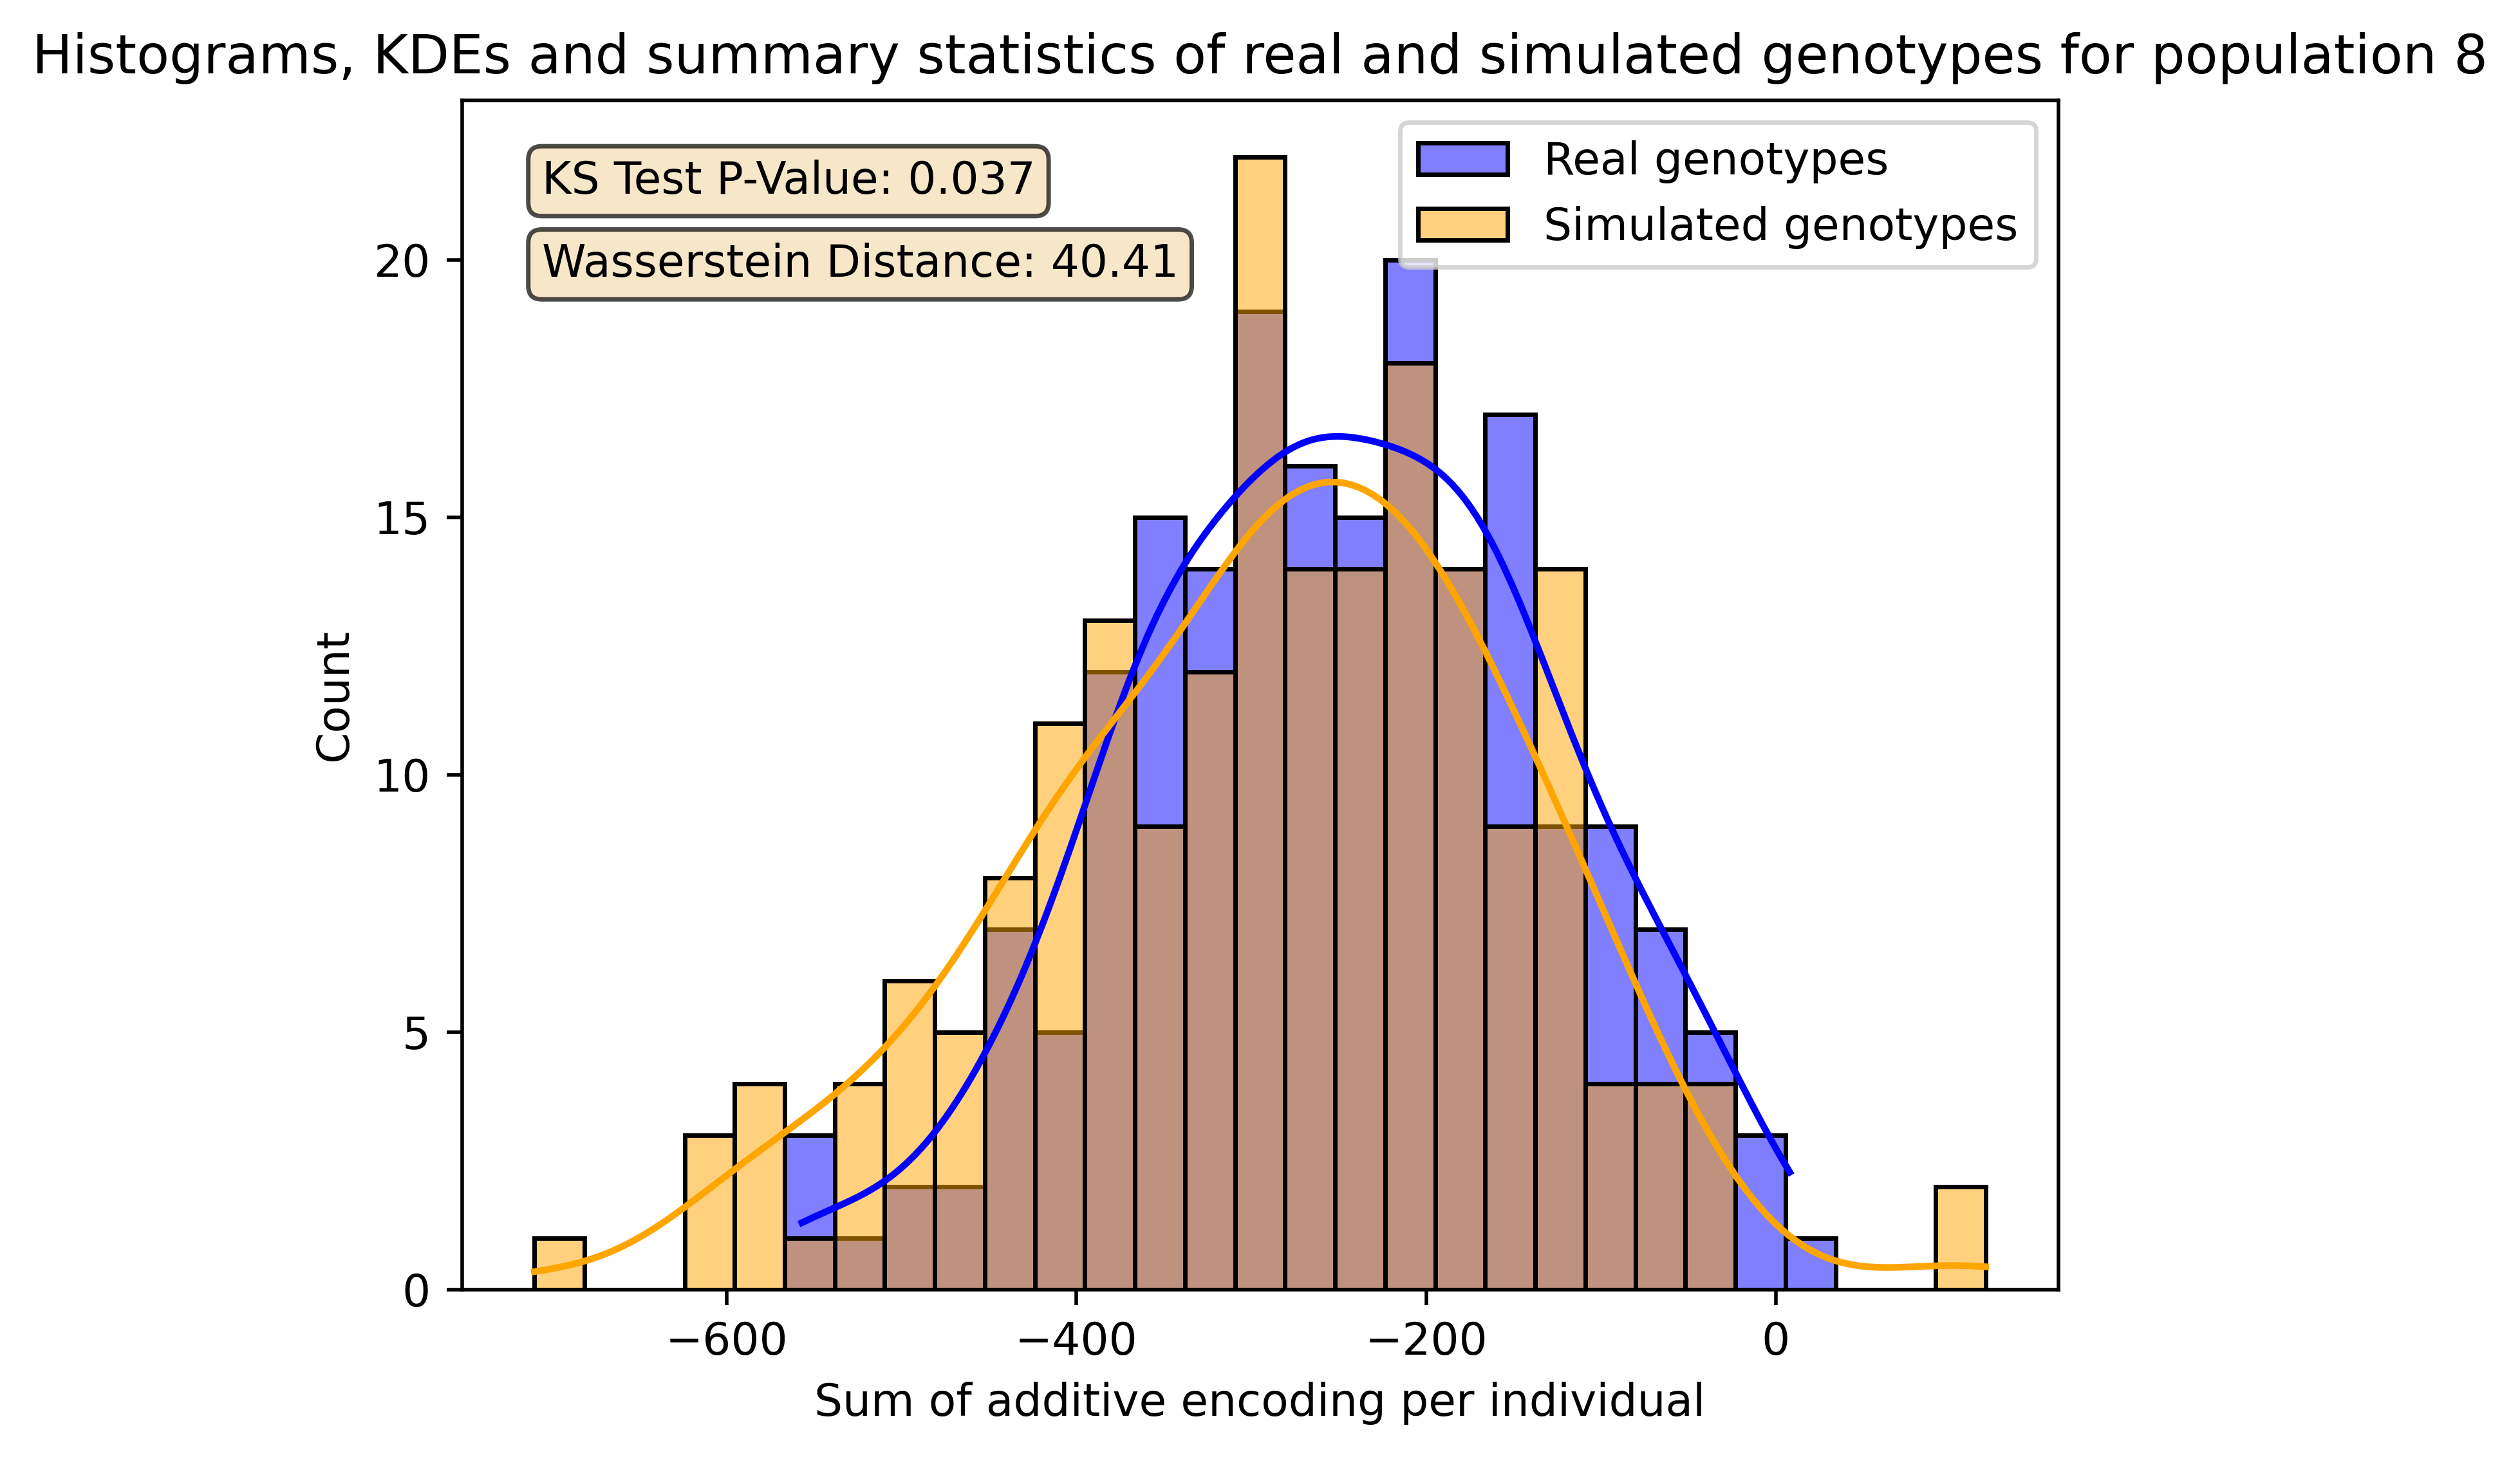 Histograms, KDEs and summary statistics of real and simulated genotypes for population 8
KS Test P-Value: 0.037
Wasserstein Distance: 40.41
Real genotypes
Simulated genotypes
Count
20
15
10
5
0
−600
−400
−200
0
Sum of additive encoding per individual